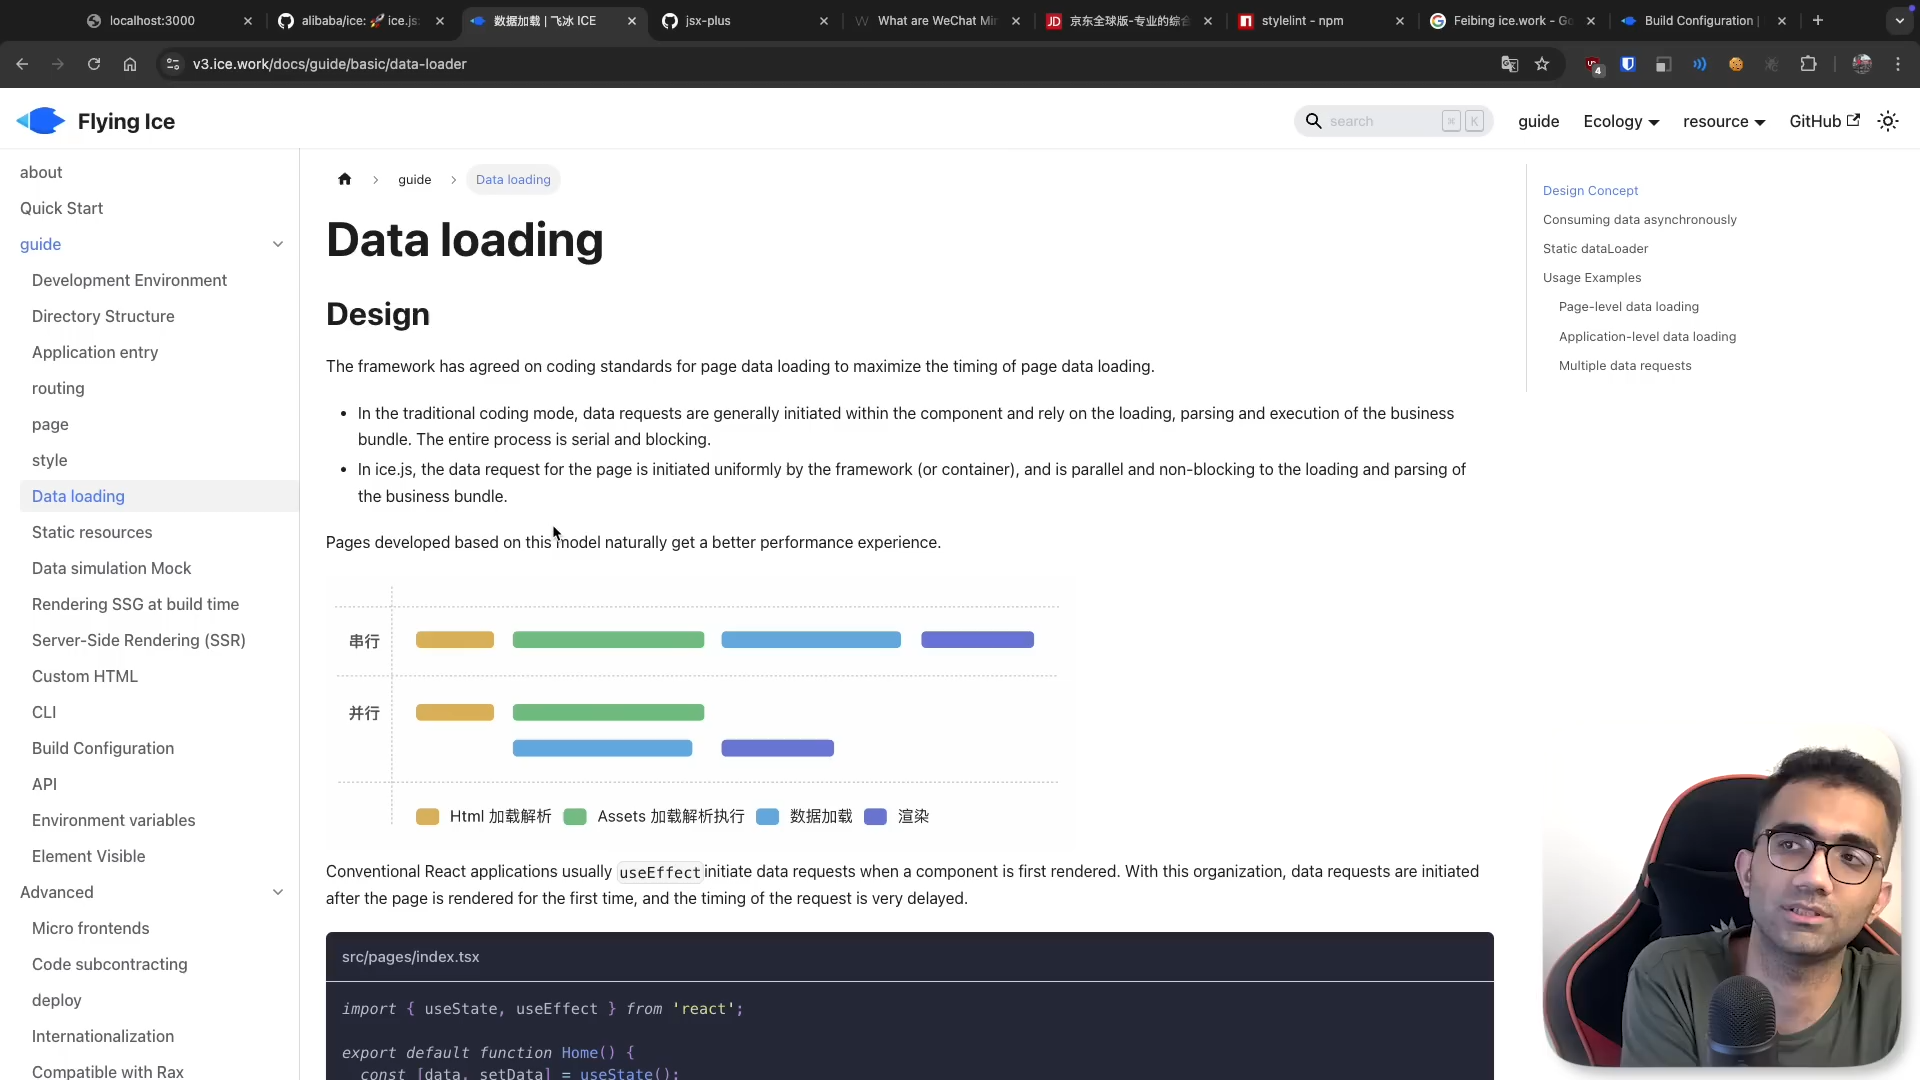 localhost:3000
alibaba/ice: 🚀 ice.js:
数据加载 | 飞冰 ICE
jsx-plus
What are WeChat Min
京东全球版-专业的综合
stylelint - npm
Feibing ice.work - Go
Build Configuration |
v3.ice.work/docs/guide/basic/data-loader
4
Flying Ice
search
⌘ K
guide
Ecology
resource
GitHub
about
Quick Start
guide
Development Environment
Directory Structure
Application entry
routing
page
style
Data loading
Static resources
Data simulation Mock
Rendering SSG at build time
Server-Side Rendering (SSR)
Custom HTML
CLI
Build Configuration
API
Environment variables
Element Visible
Advanced
Micro frontends
Code subcontracting
deploy
Internationalization
Compatible with Rax
guide
Data loading
Data loading
Design
The framework has agreed on coding standards for page data loading to maximize the timing of page data loading.
• In the traditional coding mode, data requests are generally initiated within the component and rely on the loading, parsing and execution of the business
bundle. The entire process is serial and blocking.
• In ice.js, the data request for the page is initiated uniformly by the framework (or container), and is parallel and non-blocking to the loading and parsing of
the business bundle.
Pages developed based on this model naturally get a better performance experience.
串行
并行
Html 加载解析
Assets 加载解析执行
数据加载
渲染
Conventional React applications usually useEffect initiate data requests when a component is first rendered. With this organization, data requests are initiated
after the page is rendered for the first time, and the timing of the request is very delayed.
src/pages/index.tsx
import { useState, useEffect } from 'react';
export default function Home() {
const [data, setData] = useState();
Design Concept
Consuming data asynchronously
Static dataLoader
Usage Examples
Page-level data loading
Application-level data loading
Multiple data requests